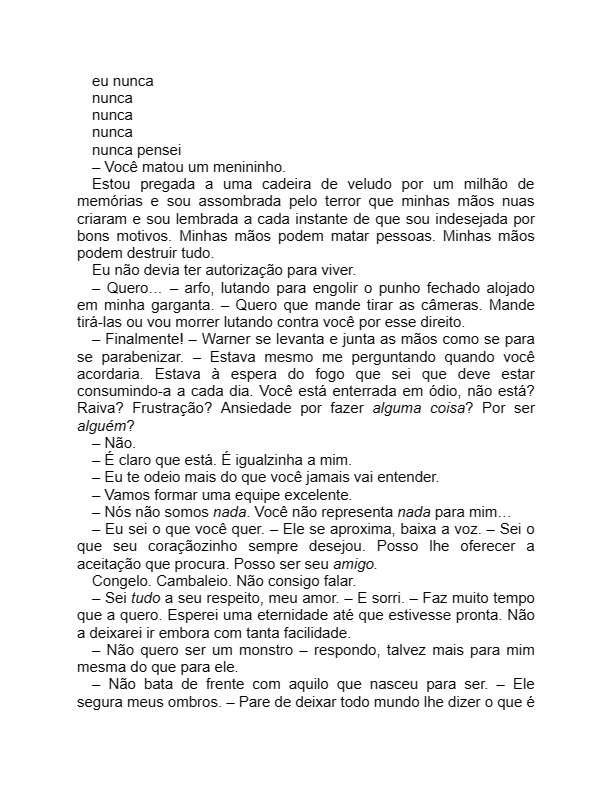 eu nunca
nunca
nunca
nunca
nunca pensei
– Você matou um menininho.
Estou pregada a uma cadeira de veludo por um milhão de
memórias e sou assombrada pelo terror que minhas mãos nuas
criaram e sou lembrada a cada instante de que sou indesejada por
bons motivos. Minhas mãos podem matar pessoas. Minhas mãos
podem destruir tudo.
Eu não devia ter autorização para viver.
– Quero… – arfo, lutando para engolir o punho fechado alojado
em minha garganta. – Quero que mande tirar as câmeras. Mande
tirá-las ou vou morrer lutando contra você por esse direito.
– Finalmente! – Warner se levanta e junta as mãos como se para
se parabenizar. – Estava mesmo me perguntando quando você
acordaria. Estava à espera do fogo que sei que deve estar
consumindo-a a cada dia. Você está enterrada em ódio, não está?
Raiva? Frustração? Ansiedade por fazer alguma coisa? Por ser
alguém?
– Não.
– É claro que está. É igualzinha a mim.
– Eu te odeio mais do que você jamais vai entender.
– Vamos formar uma equipe excelente.
– Nós não somos nada. Você não representa nada para mim…
– Eu sei o que você quer. – Ele se aproxima, baixa a voz. – Sei o
que seu coraçãozinho sempre desejou. Posso lhe oferecer a
aceitação que procura. Posso ser seu amigo.
Congelo. Cambaleio. Não consigo falar.
– Sei tudo a seu respeito, meu amor. – E sorri. – Faz muito tempo
que a quero. Esperei uma eternidade até que estivesse pronta. Não
a deixarei ir embora com tanta facilidade.
– Não quero ser um monstro – respondo, talvez mais para mim
mesma do que para ele.
– Não bata de frente com aquilo que nasceu para ser. – Ele
segura meus ombros. – Pare de deixar todo mundo lhe dizer o que é